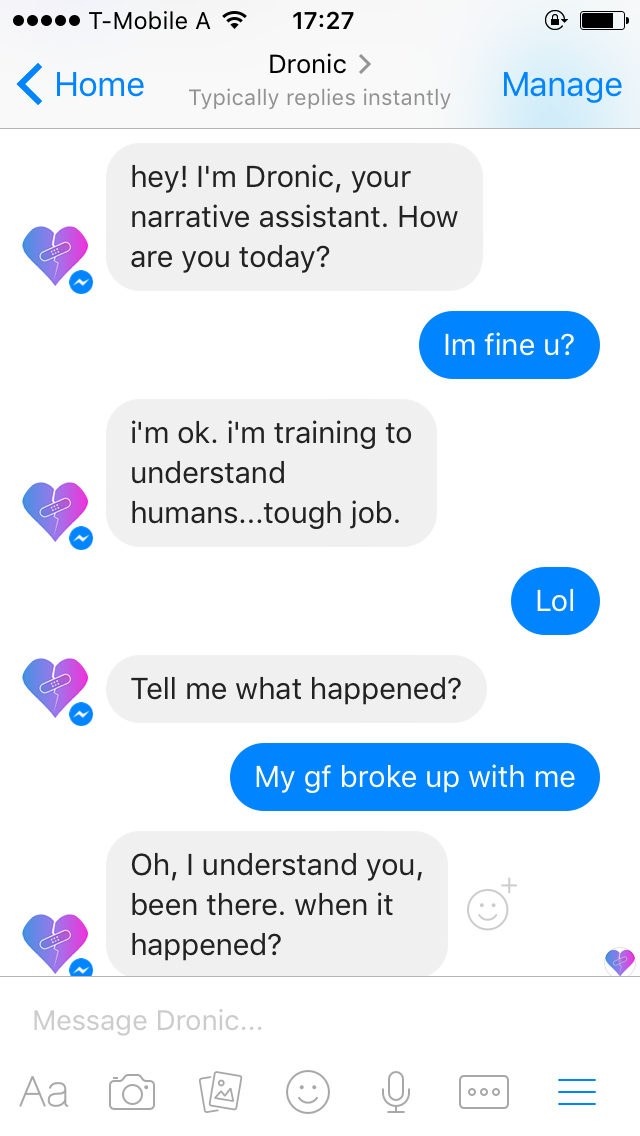 T-Mobile A 17:27
Home Dronic Manage
Typically replies instantly
hey! I'm Dronic, your
narrative assistant. How
are you today?
Im fine u?
i'm ok. i'm training to
understand
humans...tough job.
Lol
Tell me what happened?
My gf broke up with me
Oh, I understand you,
been there. when it
happened?
Message Dronic...
Aa